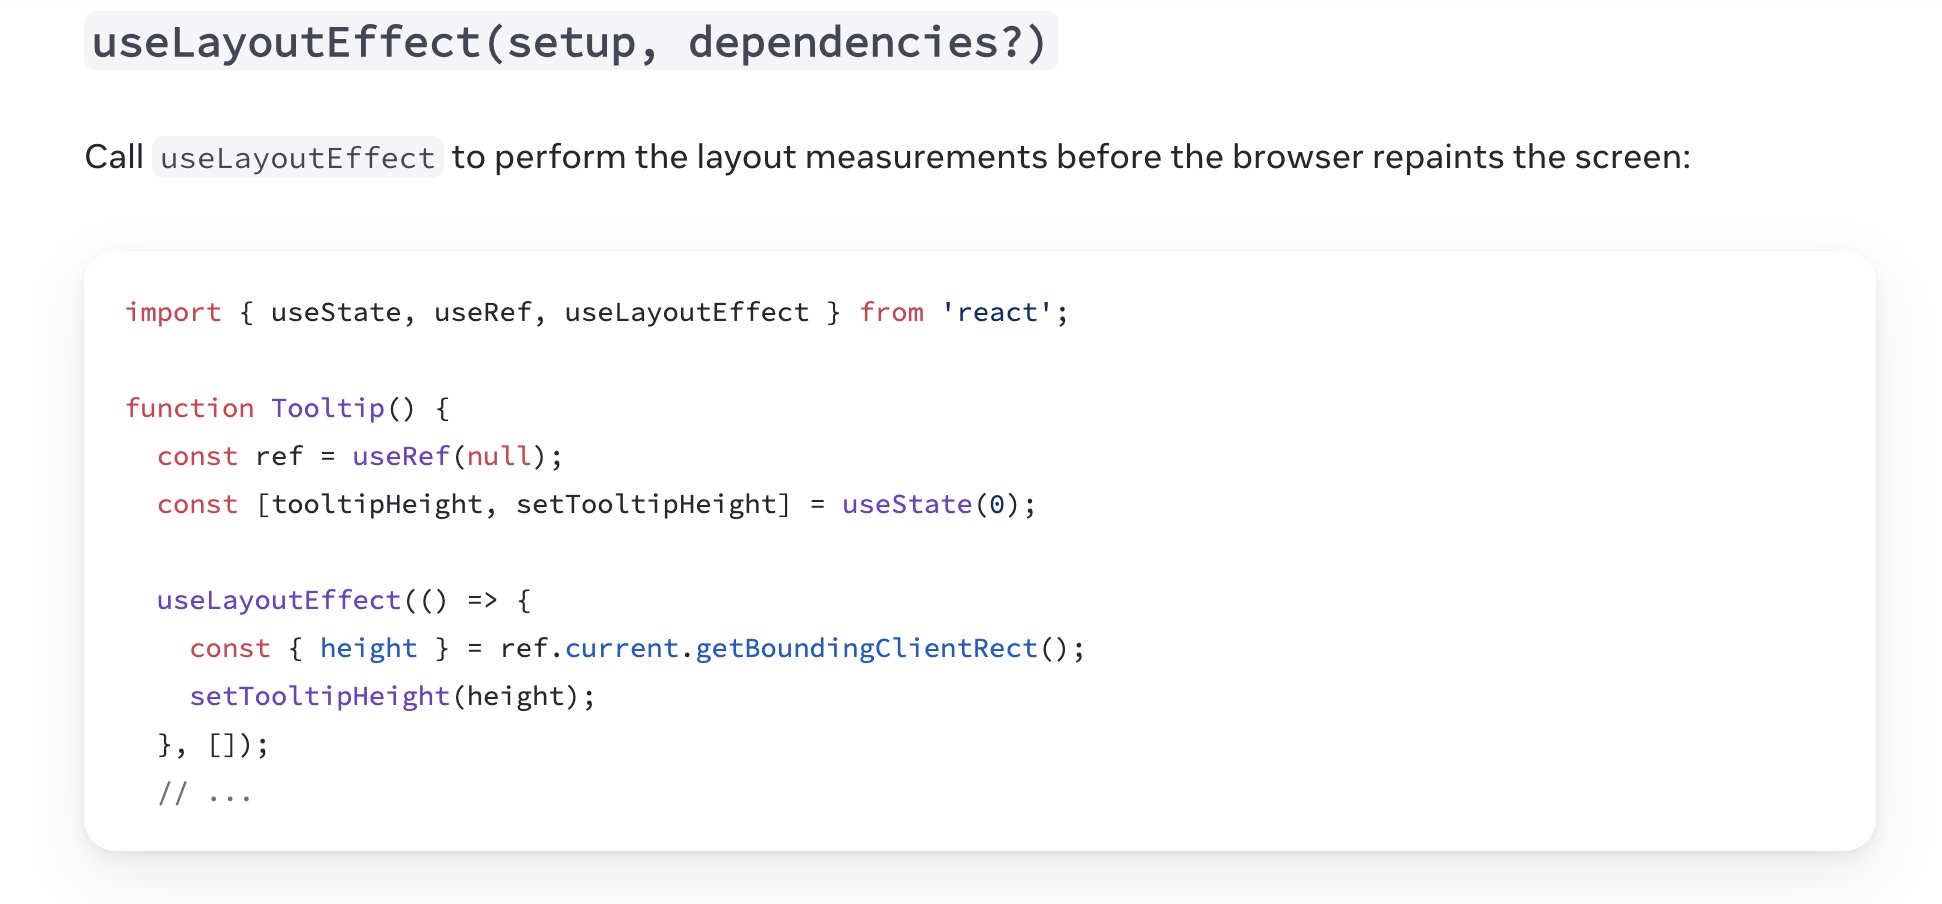 useLayoutEffect(setup, dependencies?)
Call useLayoutEffect to perform the layout measurements before the browser repaints the screen:
import { useState, useRef, useLayoutEffect } from 'react';
function Tooltip() {
  const ref = useRef(null);
  const [tooltipHeight, setTooltipHeight] = useState(0);
  useLayoutEffect(() => {
    const { height } = ref.current.getBoundingClientRect();
    setTooltipHeight(height);
  }, []);
  // ...